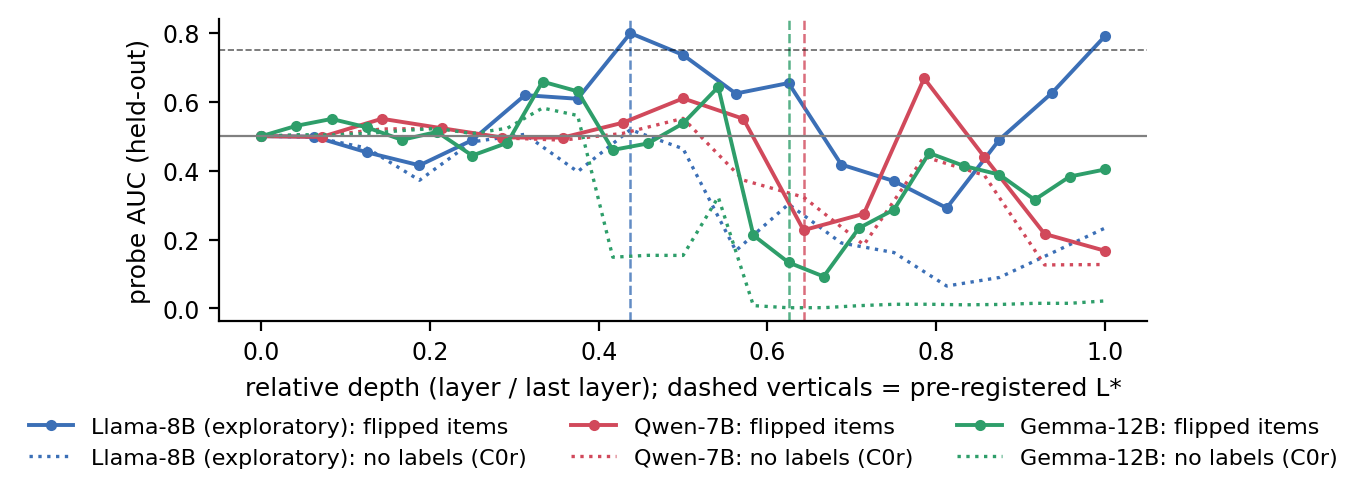 probe AUC (held-out)
0.8
0.6
0.4
0.2
0.0
0.0 0.2 0.4 0.6 0.8 1.0
relative depth (layer / last layer); dashed verticals = pre-registered L*
Llama-8B (exploratory): flipped items Qwen-7B: flipped items Gemma-12B: flipped items
Llama-8B (exploratory): no labels (C0r) Qwen-7B: no labels (C0r) Gemma-12B: no labels (C0r)